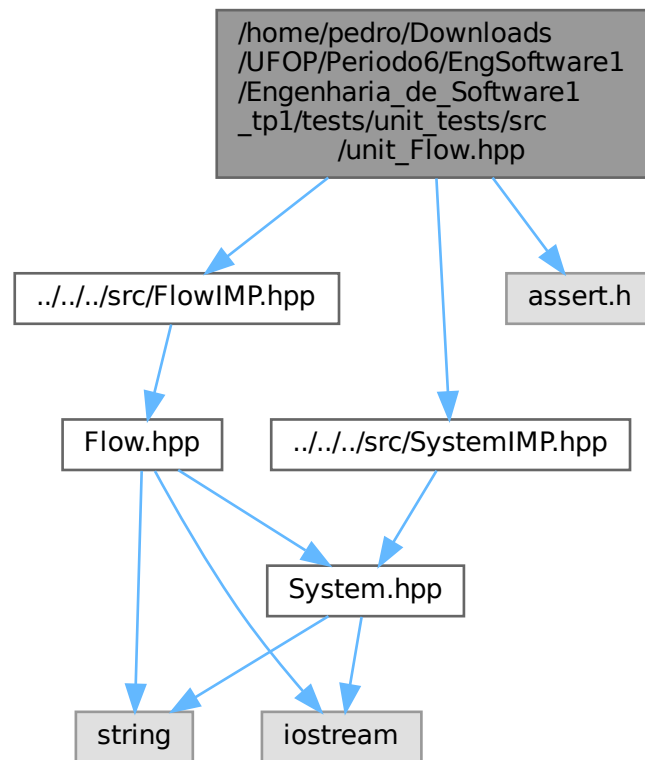 /home/pedro/Downloads
/UFOP/Periodo6/EngSoftware1
/Engenharia_de_Software1
_tp1/tests/unit_tests/src
/unit_Flow.hpp
../../../src/FlowIMP.hpp
assert.h
Flow.hpp
../../../src/SystemIMP.hpp
System.hpp
string
iostream